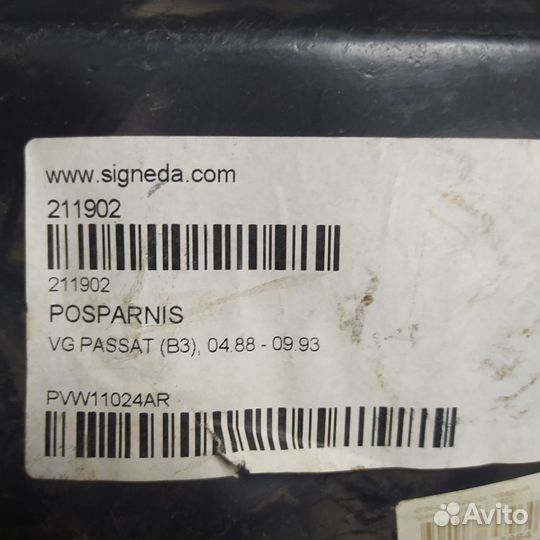 www.signeda.com
211902
211902
POSPARNIS
VG PASSAT (B3), 04.88 - 09.93
PVW11024AR
Avito